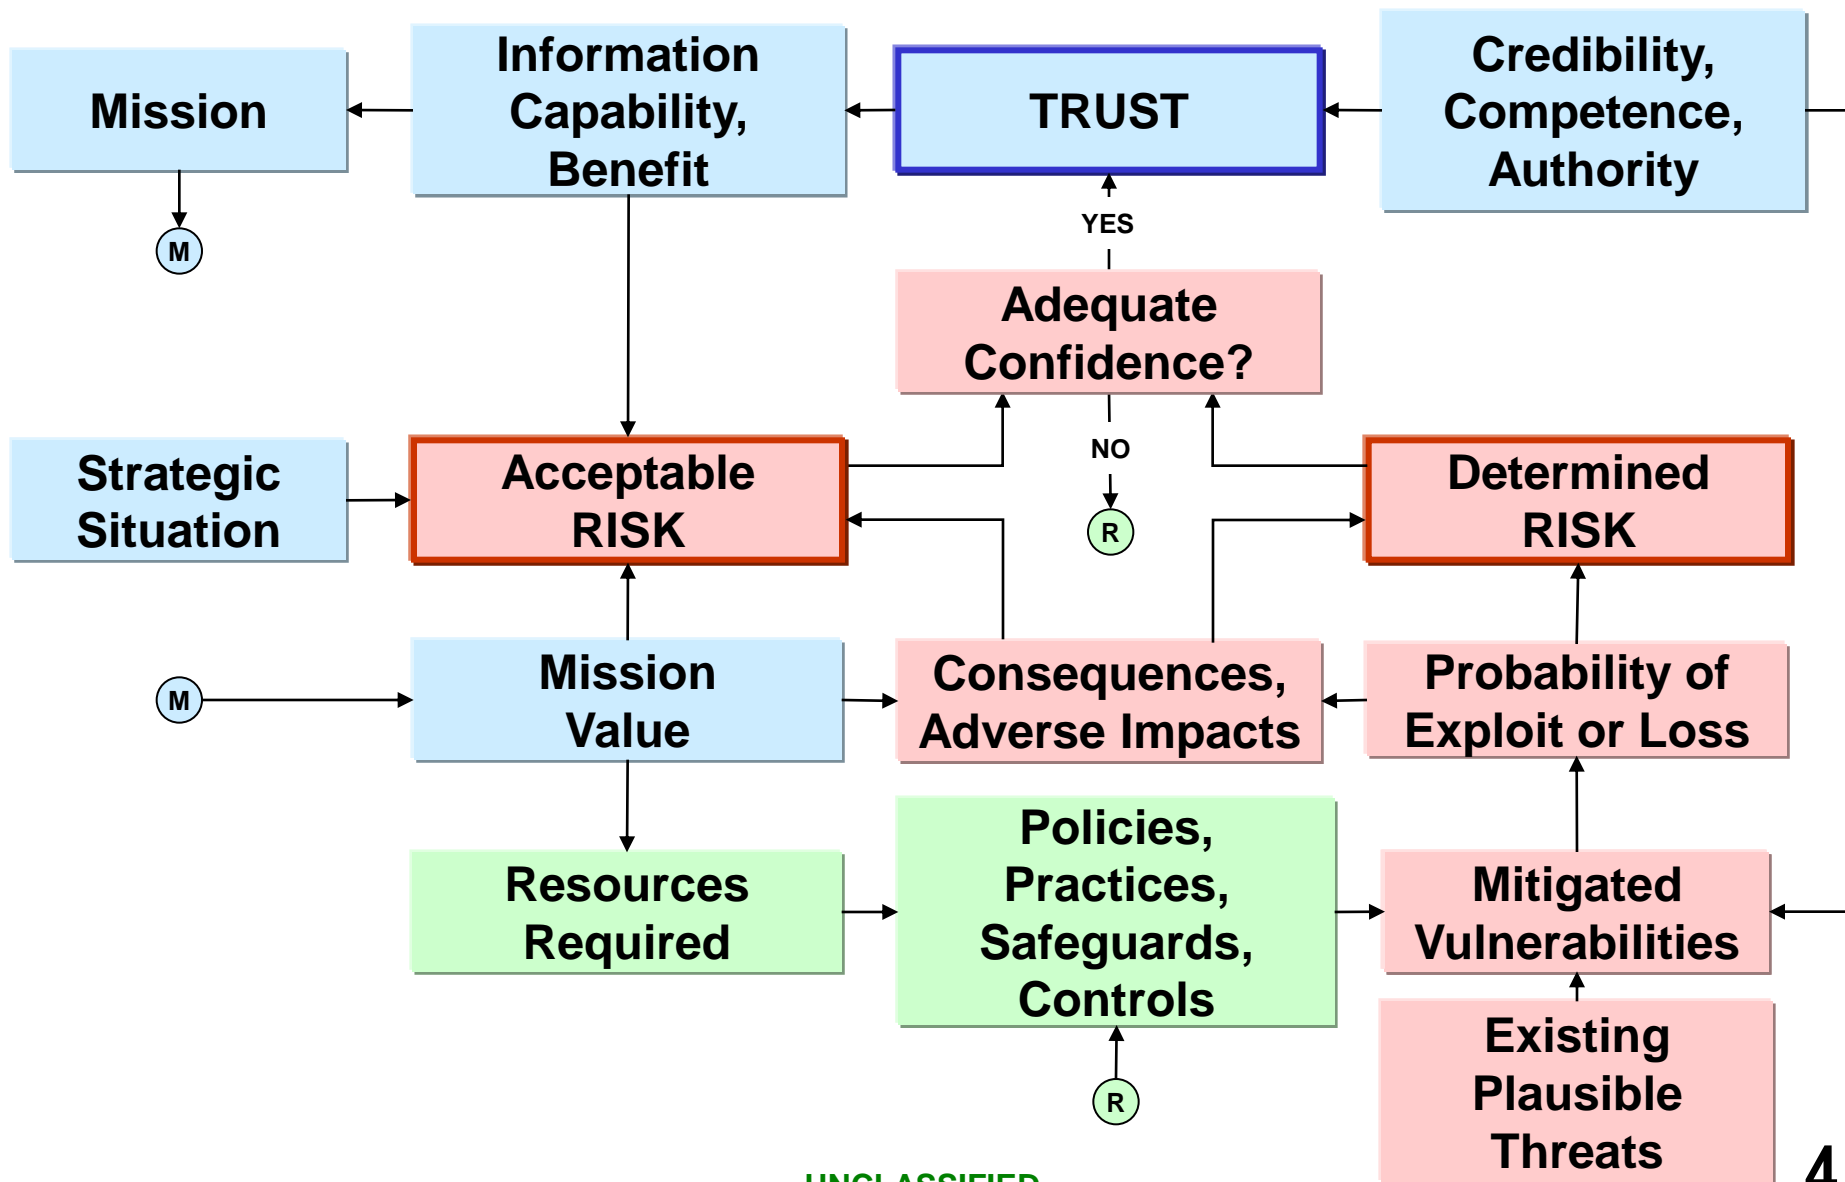 Mission
Information
Capability,
Benefit
TRUST
Credibility,
Competence,
Authority
M
YES
Adequate
Confidence?
NO
R
Strategic
Situation
Acceptable
RISK
Determined
RISK
M
Mission
Value
Consequences,
Adverse Impacts
Probability of
Exploit or Loss
Resources
Required
Policies,
Practices,
Safeguards,
Controls
Mitigated
Vulnerabilities
R
Existing
Plausible
Threats
UNCLASSIFIED
4